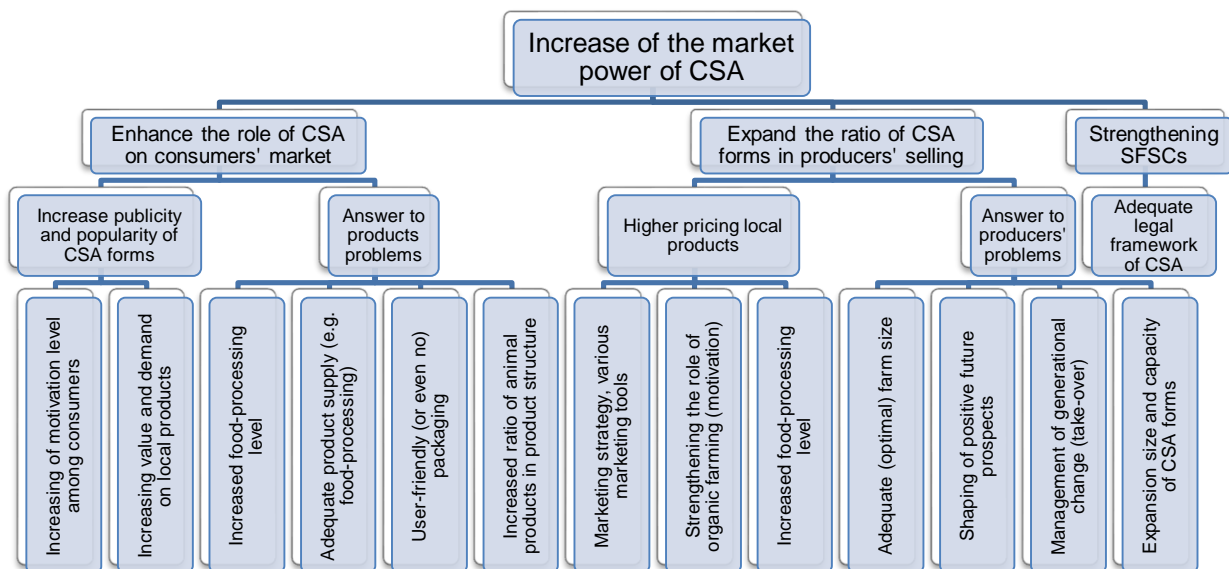 Increase of the market
power of CSA
Enhance the role of CSA
on consumers' market
Expand the ratio of CSA
forms in producers' selling
Strengthening
SFSCs
Increase publicity
and popularity of
CSA forms
Answer to
products
problems
Higher pricing local
products
Answer to
producers'
problems
Adequate
legal
framework
of CSA
Increasing of motivation level
among consumers
Increasing value and demand
on local products
Increased food-processing
level
Adequate product supply (e.g.
food-processing)
User-friendly (or even no)
packaging
Increased ratio of animal
products in product structure
Marketing strategy, various
marketing tools
Strengthening the role of
organic farming (motivation)
Increased food-processing
level
Adequate (optimal) farm size
Shaping of positive future
prospects
Management of generational
change (take-over)
Expansion size and capacity
of CSA forms